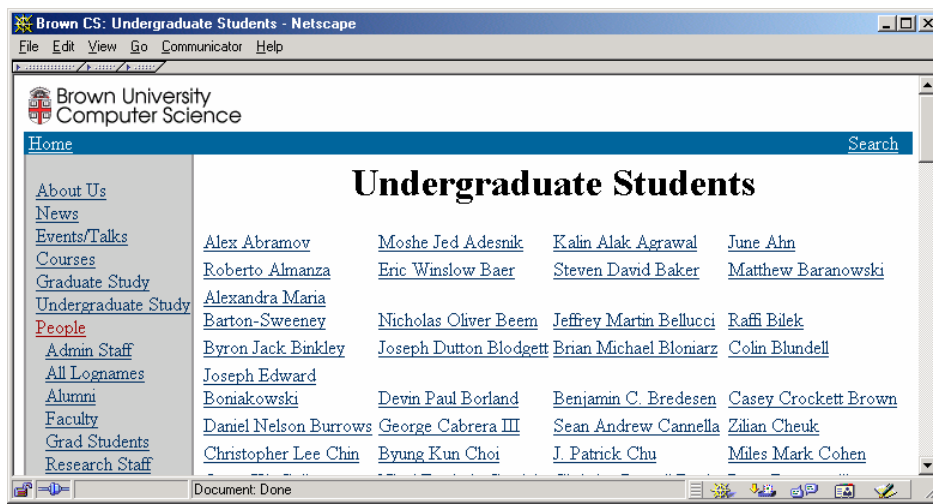 Brown CS: Undergraduate Students - Netscape
File Edit View Go Communicator Help
Brown University
Computer Science
Home Search
Undergraduate Students
About Us
News
Events/Talks
Courses
Graduate Study
Undergraduate Study
People
Admin Staff
All Lognames
Alumni
Faculty
Grad Students
Research Staff
Alex Abramov Moshe Jed Adesnik Kalin Alak Agrawal June Ahn
Roberto Almanza Eric Winslow Baer Steven David Baker Matthew Baranowski
Alexandra Maria
Barton-Sweeney Nicholas Oliver Beem Jeffrey Martin Bellucci Raffi Bilek
Byron Jack Binkley Joseph Dutton Blodgett Brian Michael Bloniarz Colin Blundell
Joseph Edward
Boniakowski Devin Paul Borland Benjamin C. Bredesen Casey Crockett Brown
Daniel Nelson Burrows George Cabrera III Sean Andrew Cannella Zilian Cheuk
Christopher Lee Chin Byung Kun Choi J. Patrick Chu Miles Mark Cohen
Document: Done